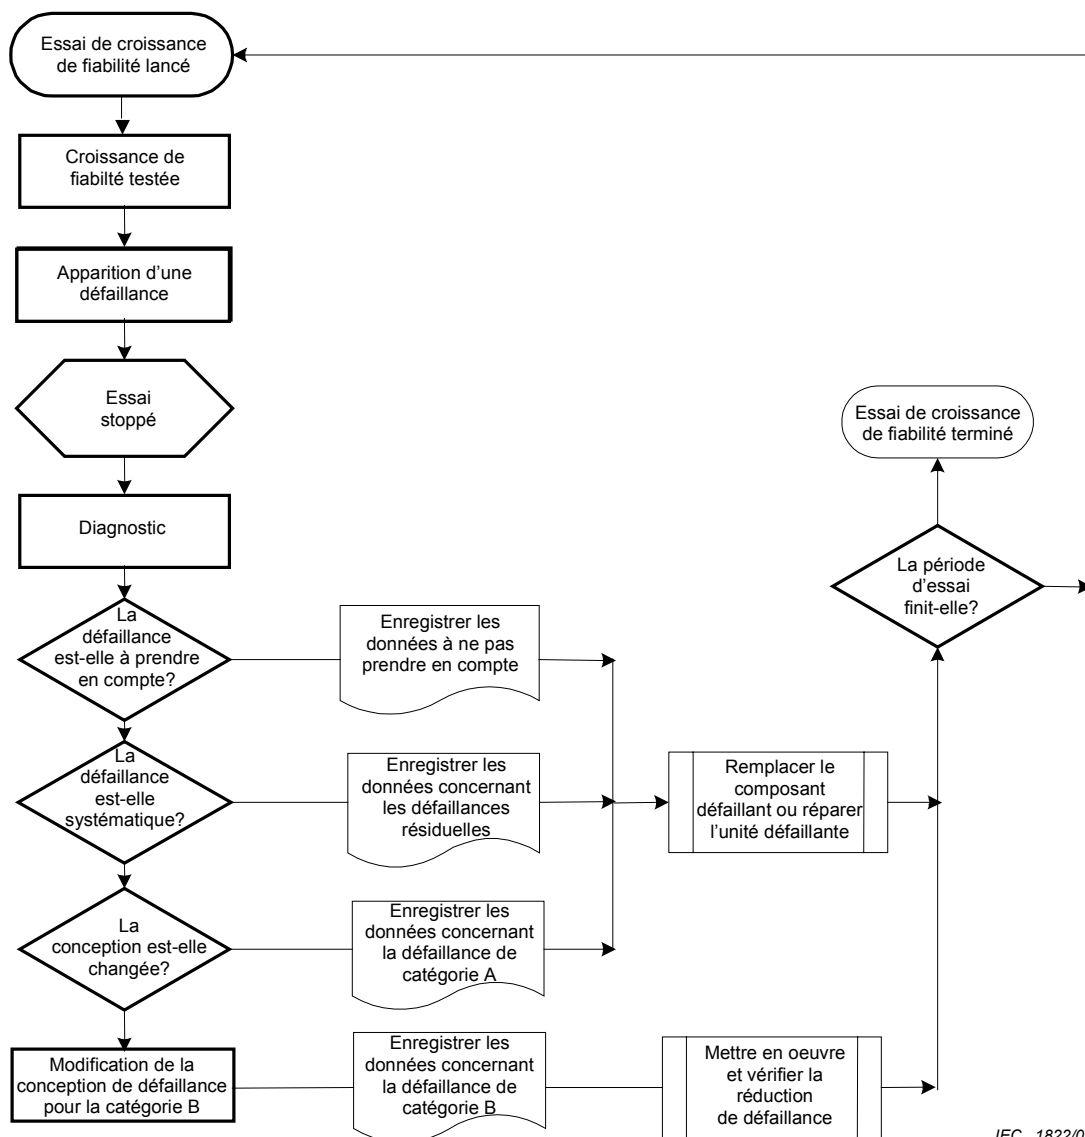 Essai de croissance
de fiabilité lancé
Croissance de
fiabilté testée
Apparition d'une
défaillance
Essai
stoppé
Diagnostic
La
défaillance
est-elle à prendre
en compte?
Enregistrer les
données à ne pas
prendre en compte
La
défaillance
est-elle
systématique?
Enregistrer les
données concernant
les défaillances
résiduelles
La
conception est-elle
changée?
Enregistrer les
données concernant
la défaillance de
catégorie A
Modification de la
conception de défaillance
pour la catégorie B
Enregistrer les
données concernant
la défaillance de
catégorie B
Remplacer le
composant
défaillant ou réparer
l'unité défaillante
Mettre en oeuvre
et vérifier la
réduction
de défaillance
La période
d'essai
finit-elle?
Essai de croissance
de fiabilité terminé
IEC 1822/0